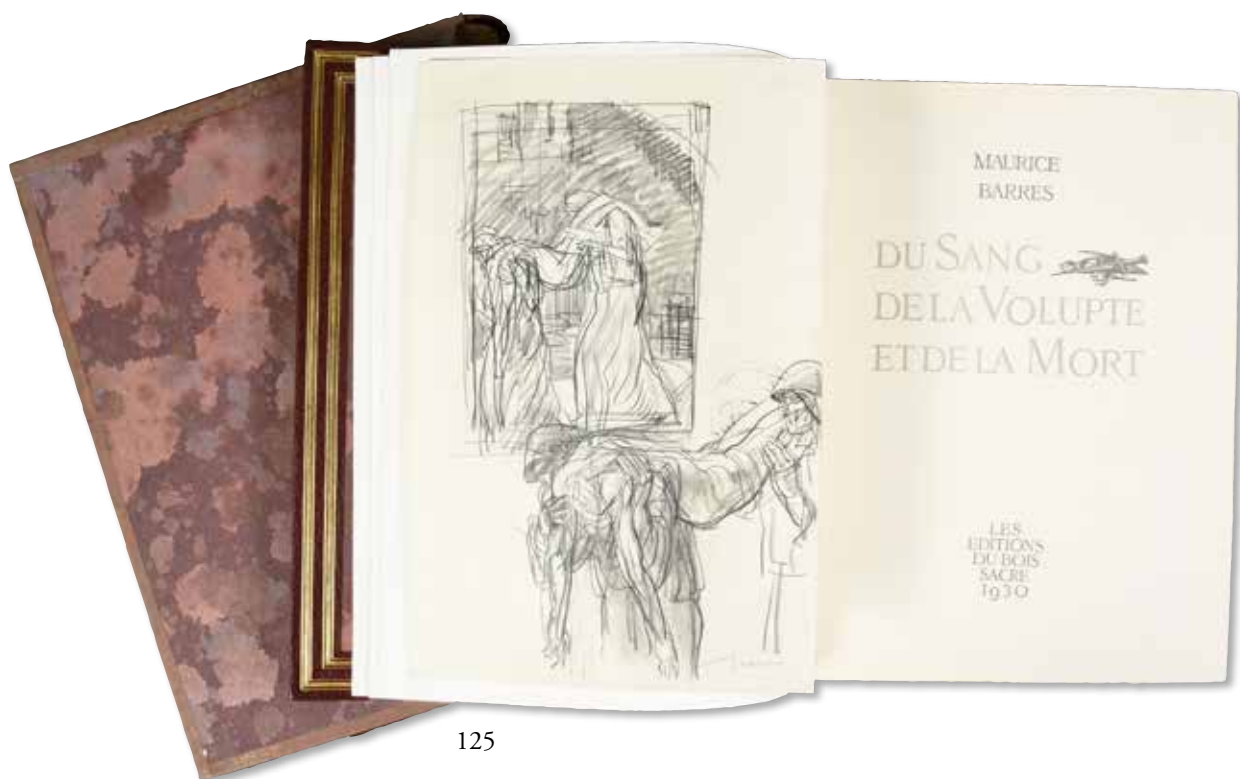 MAURICE
BARRES
DU SANG
DE LA VOLUPTE
ET DE LA MORT
LES
EDITIONS
DU BOIS
SACRE
1930
125